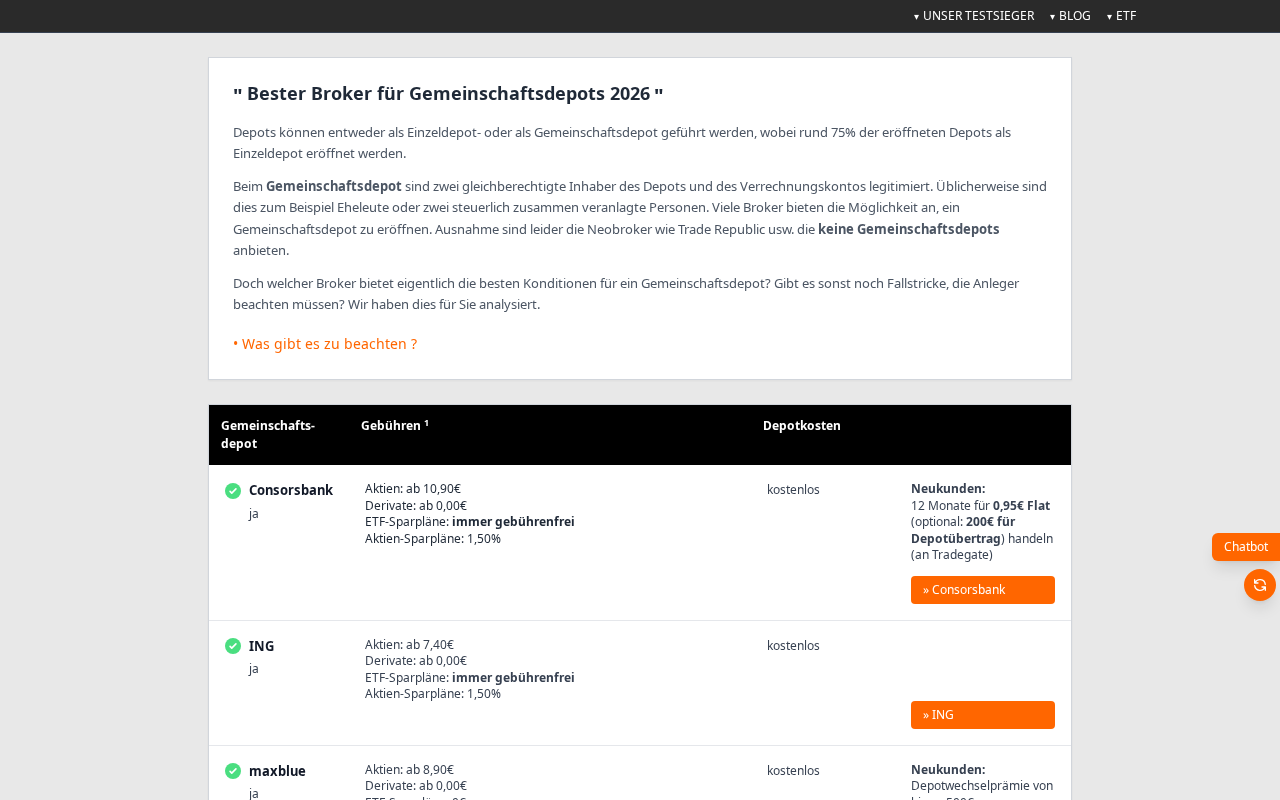 ▾ UNSER TESTSIEGER ▾ BLOG ▾ ETF
" Bester Broker für Gemeinschaftsdepots 2026 "
Depots können entweder als Einzeldepot- oder als Gemeinschaftsdepot geführt werden, wobei rund 75% der eröffneten Depots als
Einzeldepot eröffnet werden.
Beim Gemeinschaftsdepot sind zwei gleichberechtigte Inhaber des Depots und des Verrechnungskontos legitimiert. Üblicherweise sind
dies zum Beispiel Eheleute oder zwei steuerlich zusammen veranlagte Personen. Viele Broker bieten die Möglichkeit an, ein
Gemeinschaftsdepot zu eröffnen. Ausnahme sind leider die Neobroker wie Trade Republic usw. die keine Gemeinschaftsdepots
anbieten.
Doch welcher Broker bietet eigentlich die besten Konditionen für ein Gemeinschaftsdepot? Gibt es sonst noch Fallstricke, die Anleger
beachten müssen? Wir haben dies für Sie analysiert.
• Was gibt es zu beachten ?
Gemeinschafts-
depot
Gebühren ¹
Depotkosten
Consorsbank
ja
Aktien: ab 10,90€
Derivate: ab 0,00€
ETF-Sparpläne: immer gebührenfrei
Aktien-Sparpläne: 1,50%
kostenlos
Neukunden:
12 Monate für 0,95€ Flat
(optional: 200€ für
Depotübertrag) handeln
(an Tradegate)
» Consorsbank
Chatbot
ING
ja
Aktien: ab 7,40€
Derivate: ab 0,00€
ETF-Sparpläne: immer gebührenfrei
Aktien-Sparpläne: 1,50%
kostenlos
» ING
maxblue
ja
Aktien: ab 8,90€
Derivate: ab 0,00€
kostenlos
Neukunden:
Depotwechselprämie von